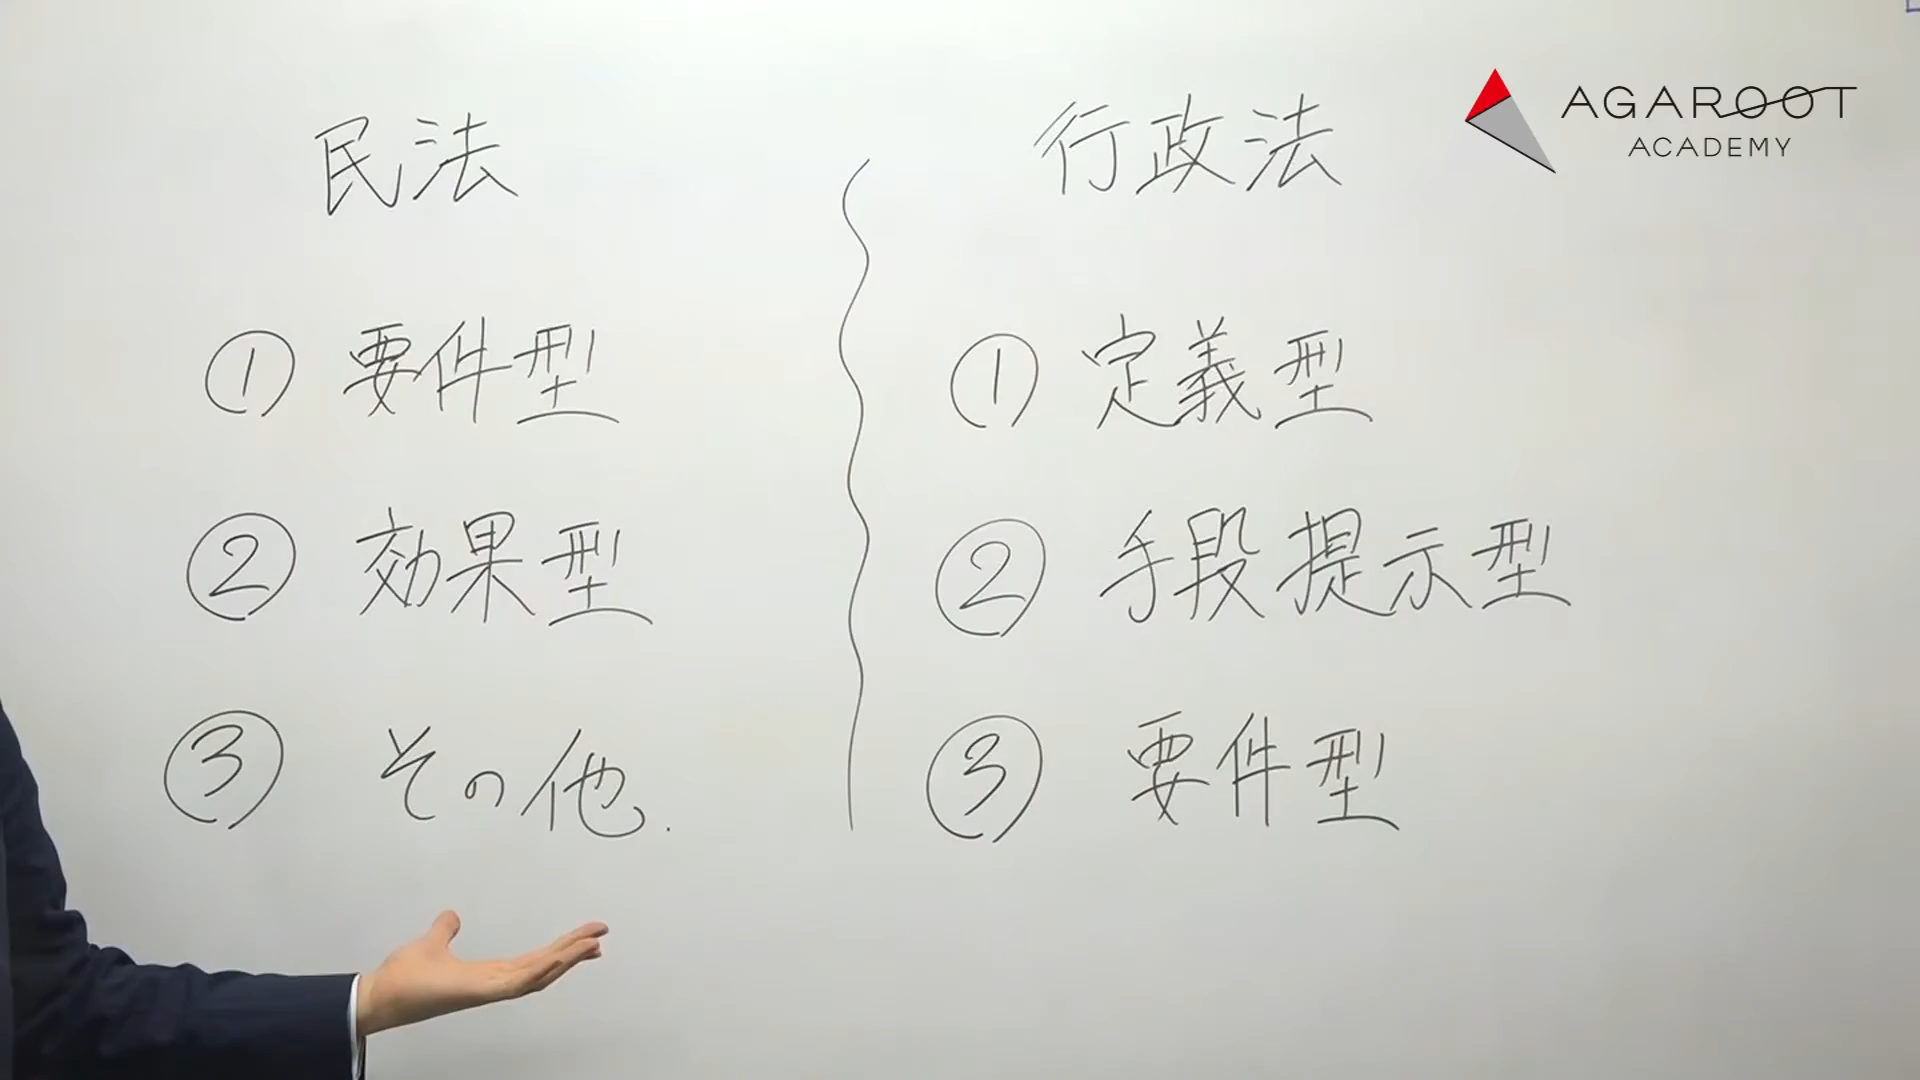 AGAROOT
ACADEMY
民法
① 要件型
② 効果型
③ その他.
行政法
① 定義型
② 手段提示型
③ 要件型